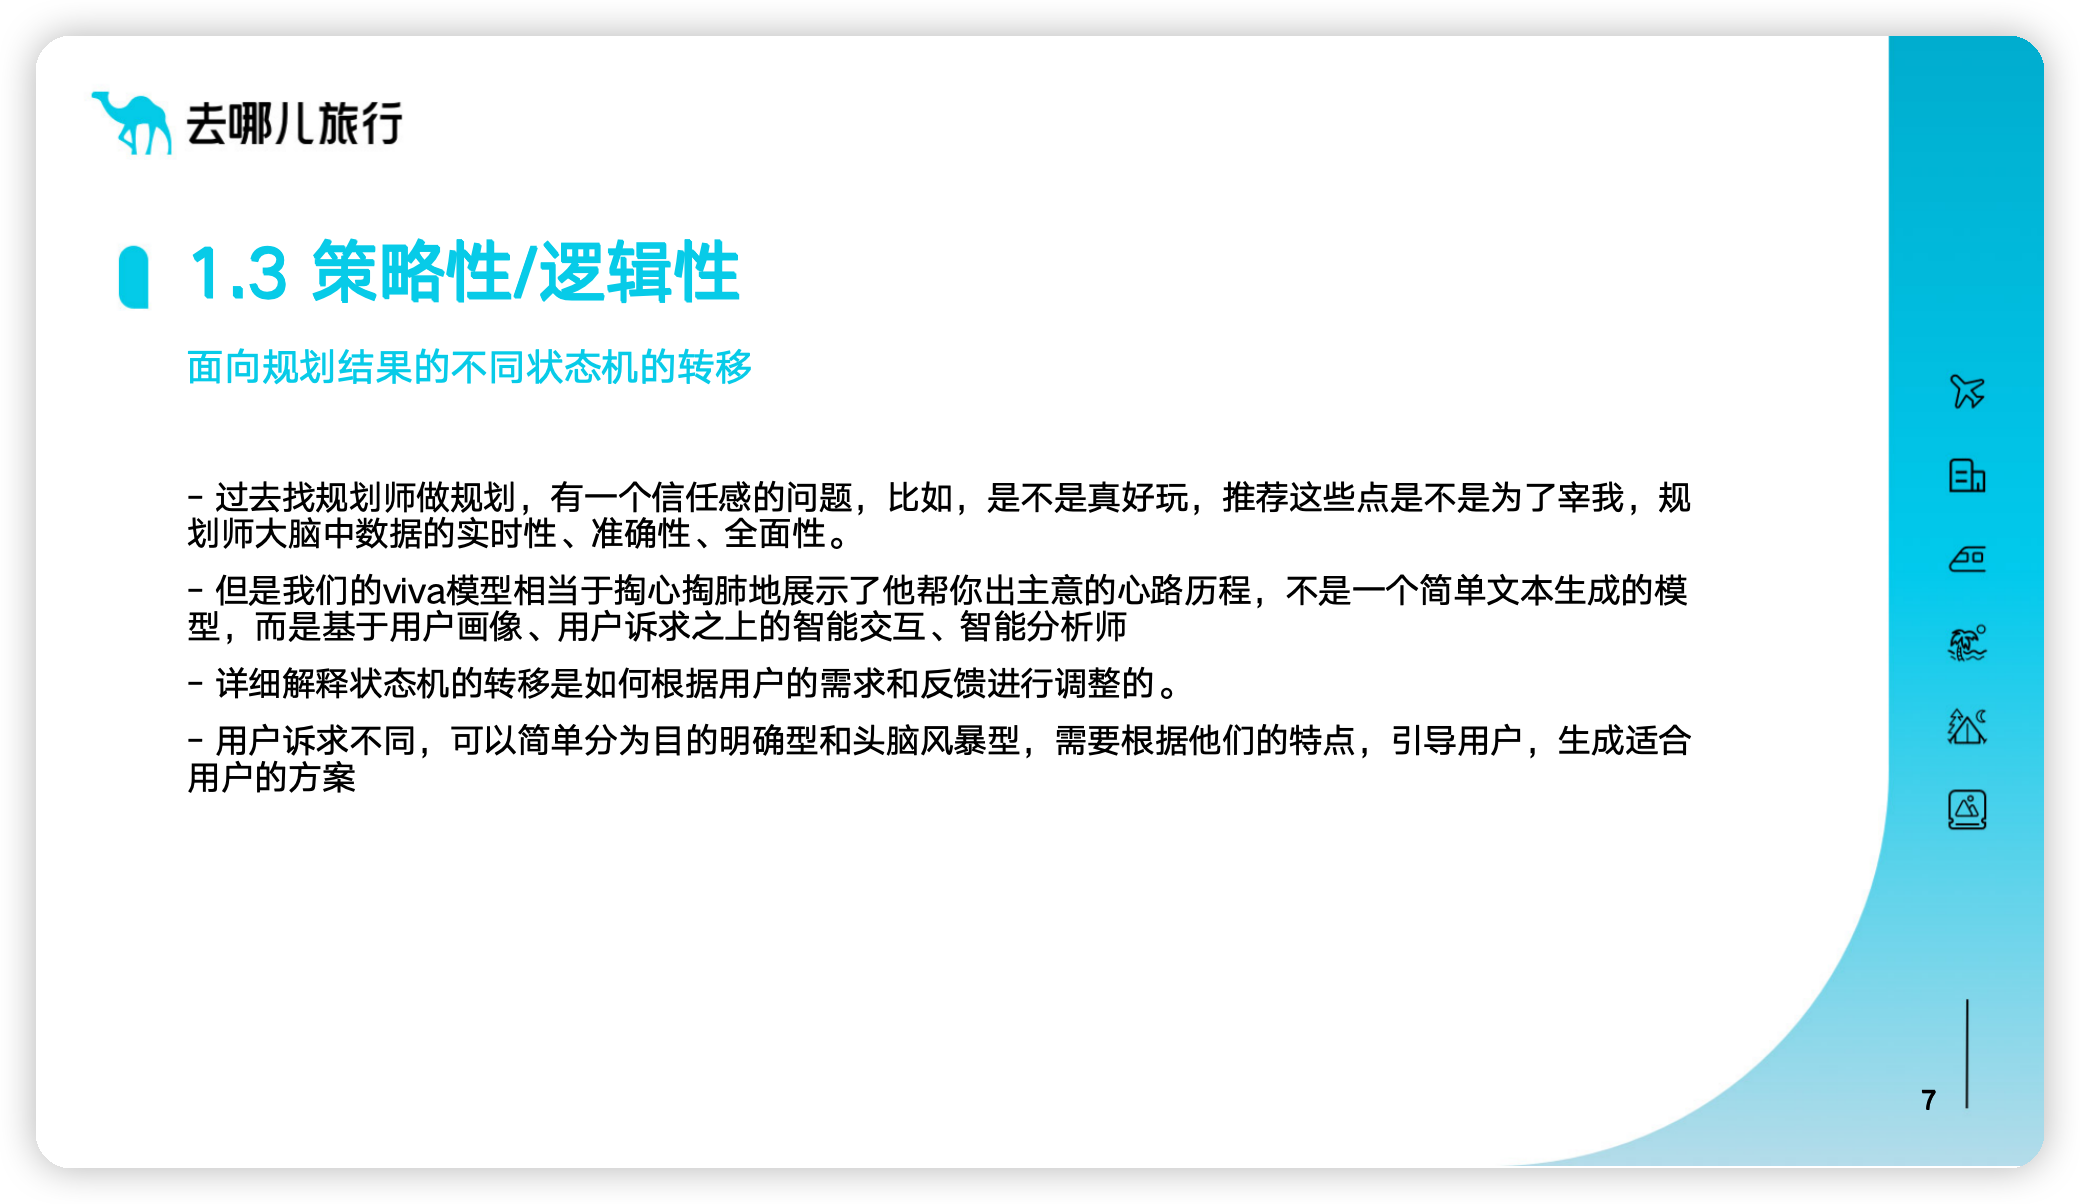 去哪儿旅行
1.3 策略性/逻辑性
面向规划结果的不同状态机的转移
- 过去找规划师做规划，有一个信任感的问题，比如，是不是真好玩，推荐这些点是不是为了宰我，规
划师大脑中数据的实时性、准确性、全面性。
- 但是我们的viva模型相当于掏心掏肺地展示了他帮你出主意的心路历程，不是一个简单文本生成的模
型，而是基于用户画像、用户诉求之上的智能交互、智能分析师
- 详细解释状态机的转移是如何根据用户的需求和反馈进行调整的。
- 用户诉求不同，可以简单分为目的明确型和头脑风暴型，需要根据他们的特点，引导用户，生成适合
用户的方案
7